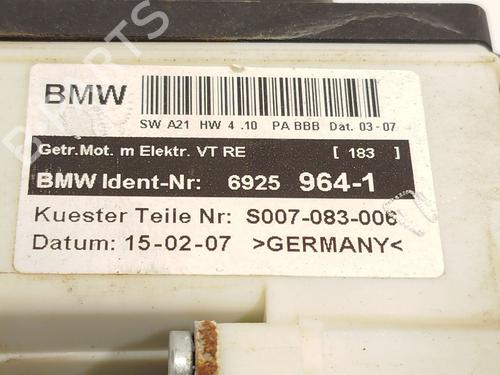 BMW
SW A21 HW 4 .10 PA BBB Dat. 03-07
Getr.Mot. m Elektr. VT RE [ 183 ]
BMW Ident-Nr: 6925 964-1
Kuester Teile Nr: S007-083-006
Datum: 15-02-07 >GERMANY<